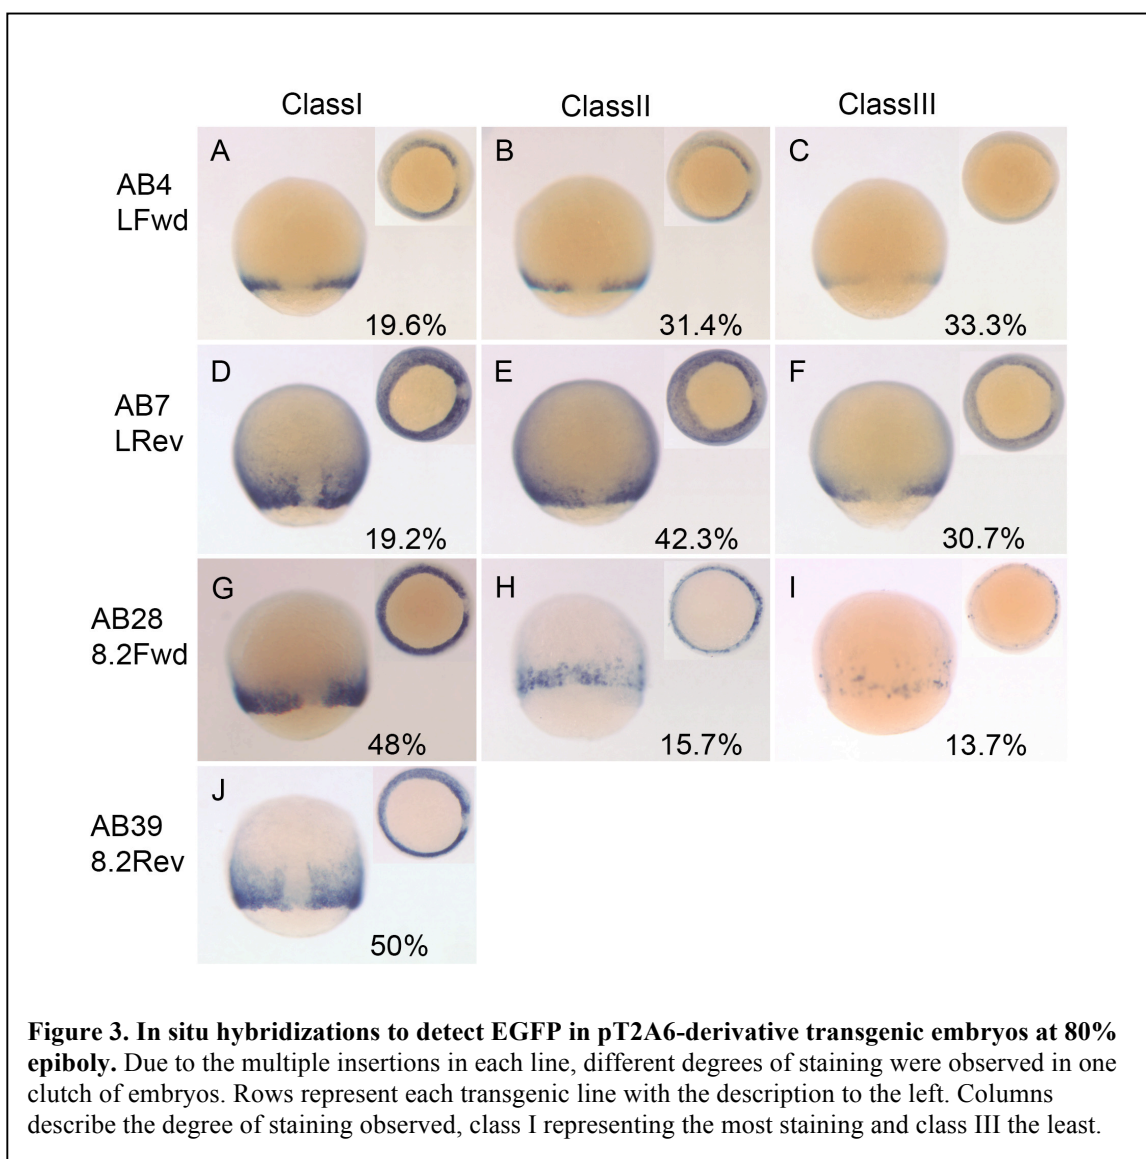 ClassI ClassII ClassIII
A B C
AB4
LFwd
19.6% 31.4% 33.3%
D E F
AB7
LRev
19.2% 42.3% 30.7%
G H I
AB28
8.2Fwd
48% 15.7% 13.7%
J
AB39
8.2Rev
50%
Figure 3. In situ hybridizations to detect EGFP in pT2A6-derivative transgenic embryos at 80%
epiboly. Due to the multiple insertions in each line, different degrees of staining were observed in one
clutch of embryos. Rows represent each transgenic line with the description to the left. Columns
describe the degree of staining observed, class I representing the most staining and class III the least.